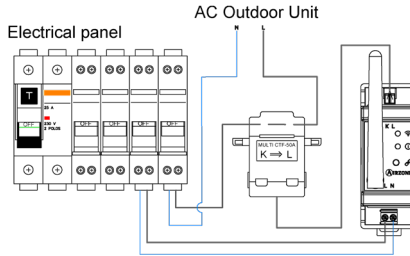 AC Outdoor Unit
Electrical panel
N L
T
25 A
230 V
2 POLOS
OFF OFF OFF OFF OFF
MULTI CTF-50A
K ⇒ L
K L
AIRZONE
L N